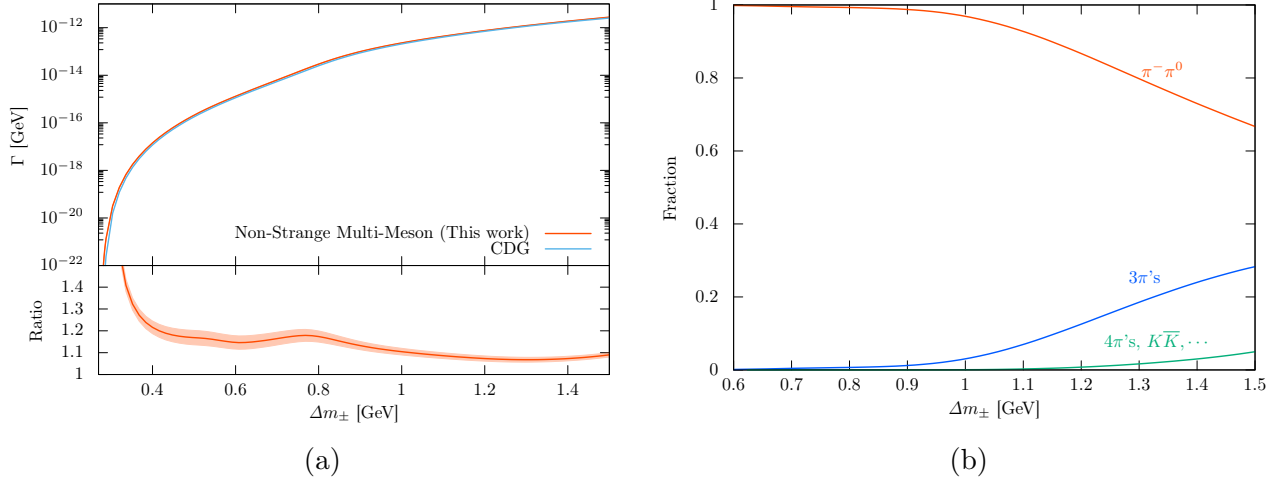 10⁻¹²
10⁻¹⁴
10⁻¹⁶
10⁻¹⁸
10⁻²⁰
10⁻²²
Γ [GeV]
Non-Strange Multi-Meson (This work)
CDG
1.4
1.3
1.2
1.1
1
Ratio
0.4 0.6 0.8 1 1.2 1.4
Δm± [GeV]
(a)
1
0.8
0.6
0.4
0.2
0
Fraction
π⁻π⁰
3π's
4π's, KK̅, ⋯
0.6 0.7 0.8 0.9 1 1.1 1.2 1.3 1.4 1.5
Δm± [GeV]
(b)